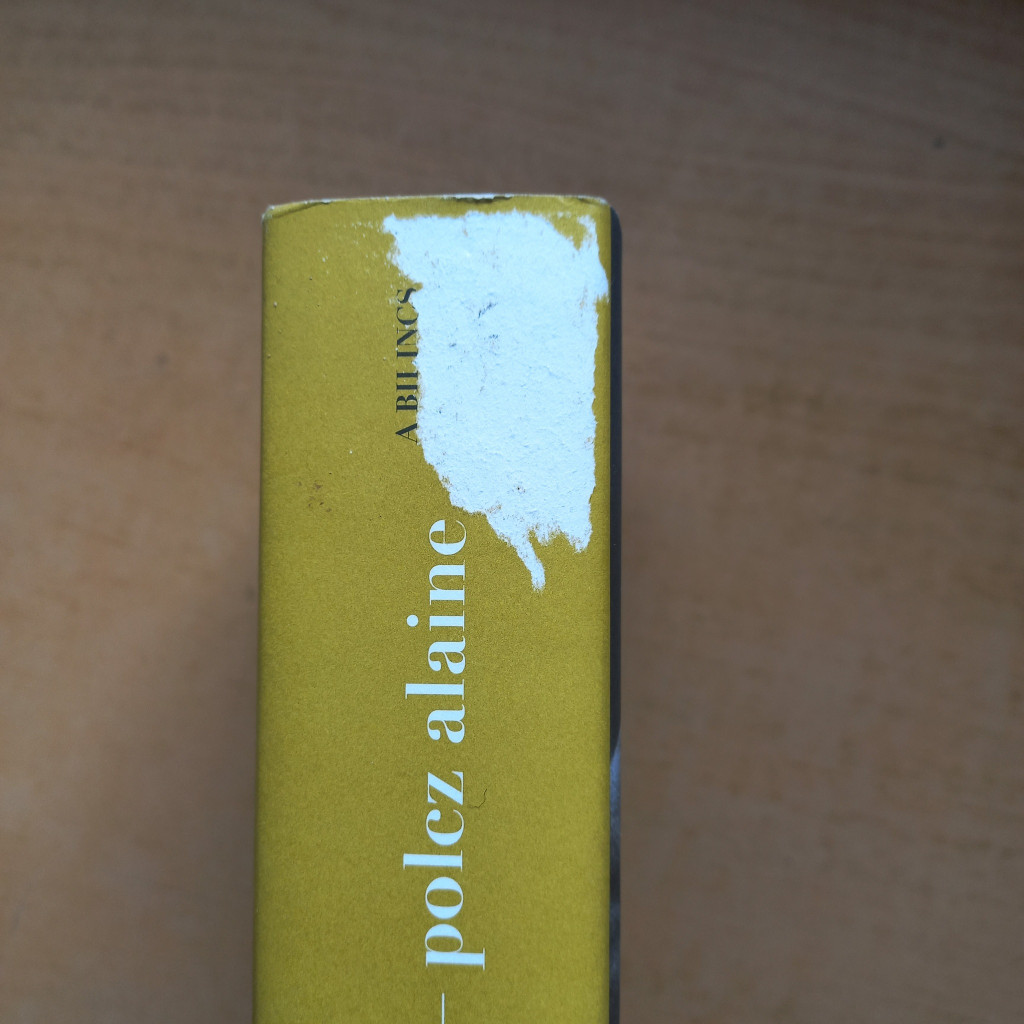 — polcz alaine
A BILINCS